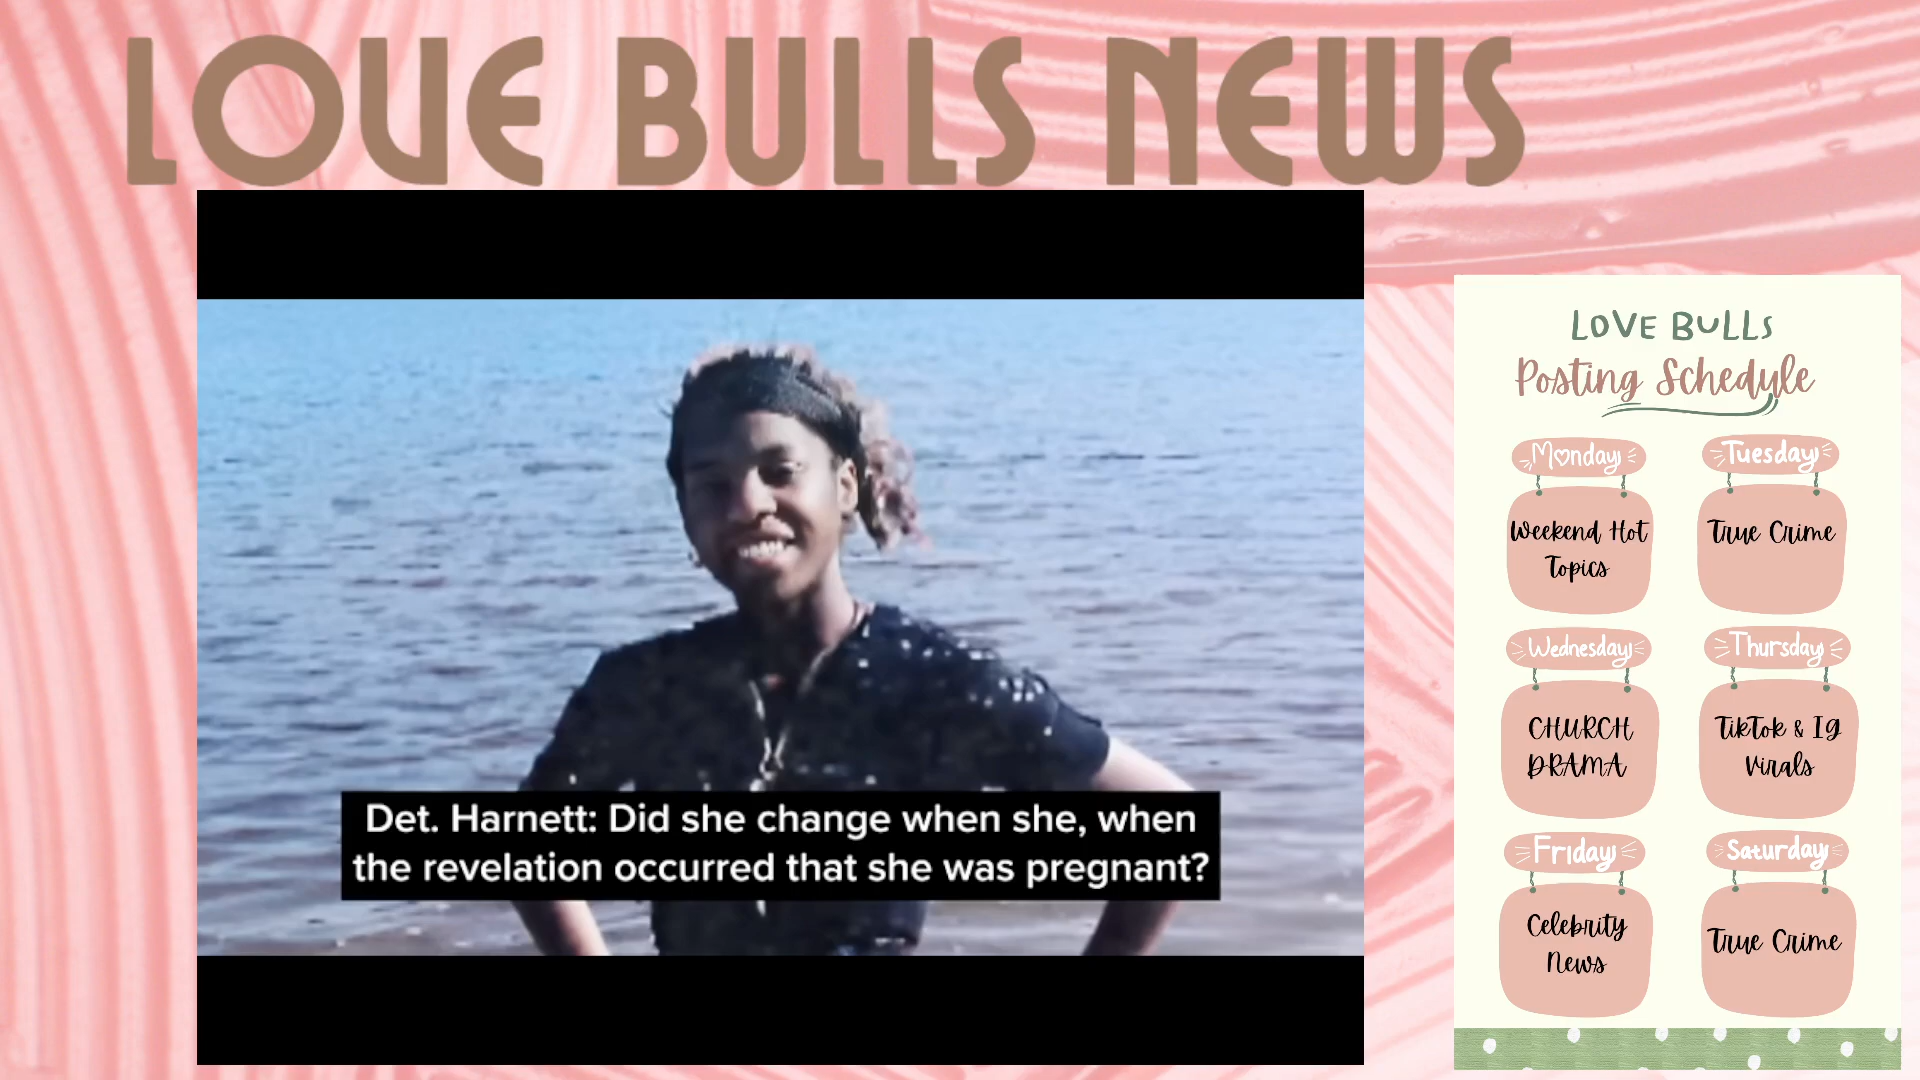 LOVE BULLS NEWS
Det. Harnett: Did she change when she, when
the revelation occurred that she was pregnant?
LOVE BULLS
Posting Schedule
Monday
Weekend Hot
Topics
Tuesday
True Crime
Wednesday
CHURCH
DRAMA
Thursday
TikTok & IG
Virals
Friday
Celebrity
News
Saturday
True Crime